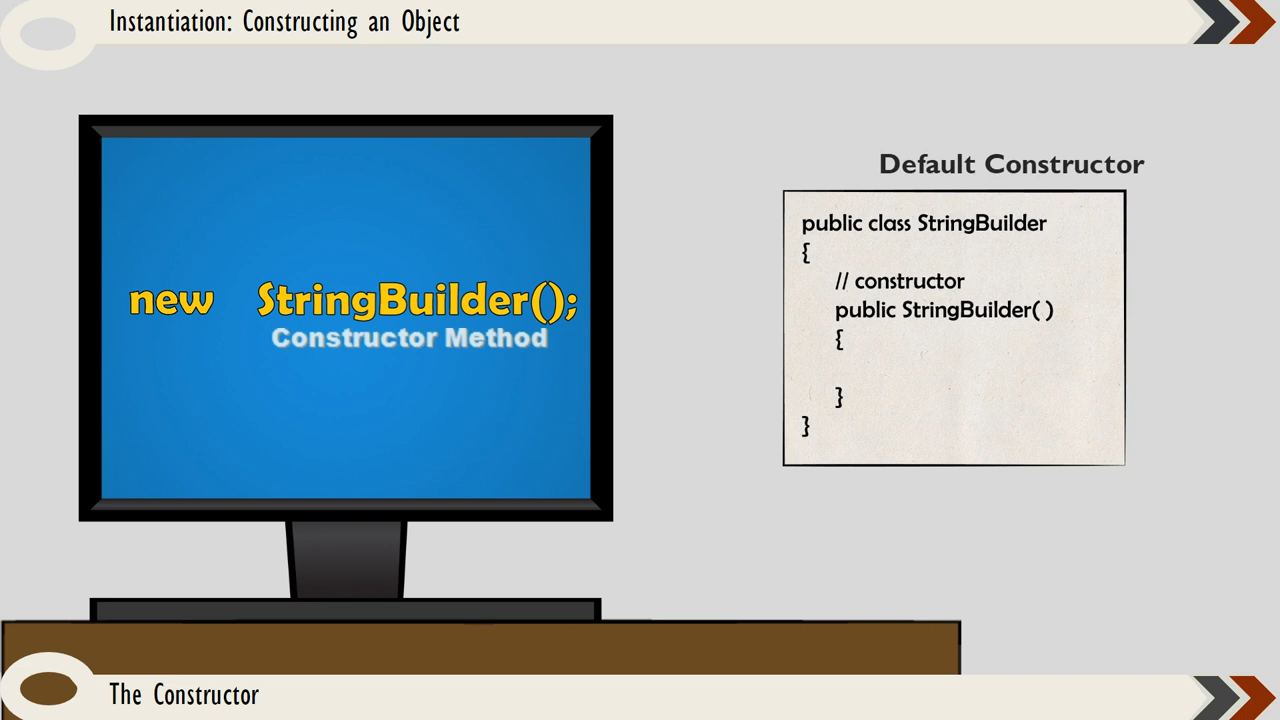 Instantiation: Constructing an Object
new StringBuilder();
Constructor Method
Default Constructor
public class StringBuilder
{
// constructor
public StringBuilder( )
{
}
}
The Constructor